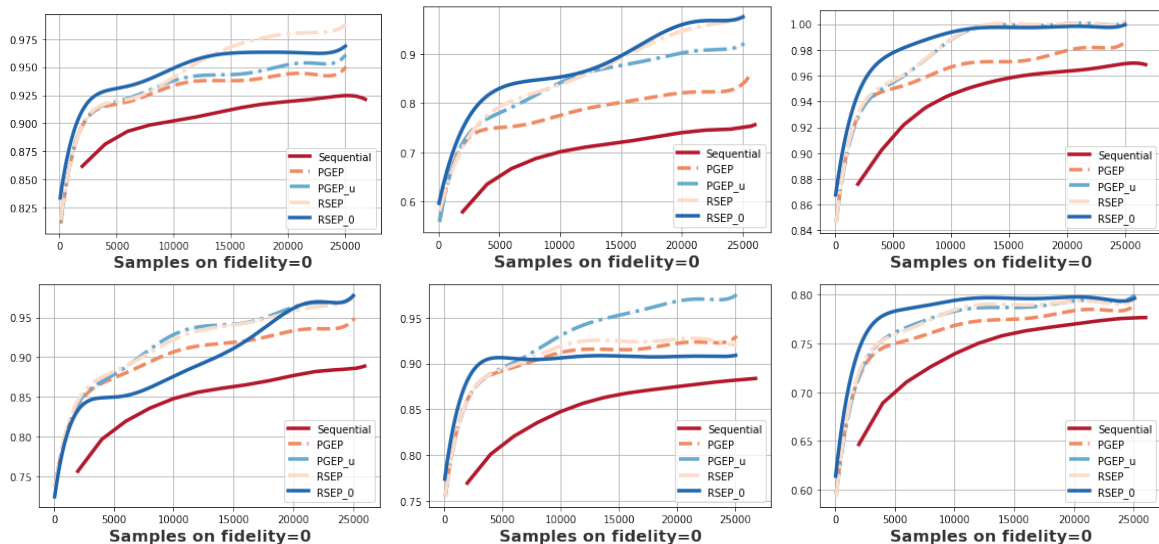 0.975
0.950
0.925
0.900
0.875
0.850
0.825
0
5000
10000
15000
20000
25000
Samples on fidelity=0
Sequential
PGEP
PGEP_u
RSEP
RSEP_0
0.9
0.8
0.7
0.6
0
5000
10000
15000
20000
25000
Samples on fidelity=0
Sequential
PGEP
PGEP_u
RSEP
RSEP_0
1.00
0.98
0.96
0.94
0.92
0.90
0.88
0.86
0.84
0
5000
10000
15000
20000
25000
Samples on fidelity=0
Sequential
PGEP
PGEP_u
RSEP
RSEP_0
0.95
0.90
0.85
0.80
0.75
0
5000
10000
15000
20000
25000
Samples on fidelity=0
Sequential
PGEP
PGEP_u
RSEP
RSEP_0
0.95
0.90
0.85
0.80
0.75
0
5000
10000
15000
20000
25000
Samples on fidelity=0
Sequential
PGEP
PGEP_u
RSEP
RSEP_0
0.80
0.75
0.70
0.65
0.60
0
5000
10000
15000
20000
25000
Samples on fidelity=0
Sequential
PGEP
PGEP_u
RSEP
RSEP_0